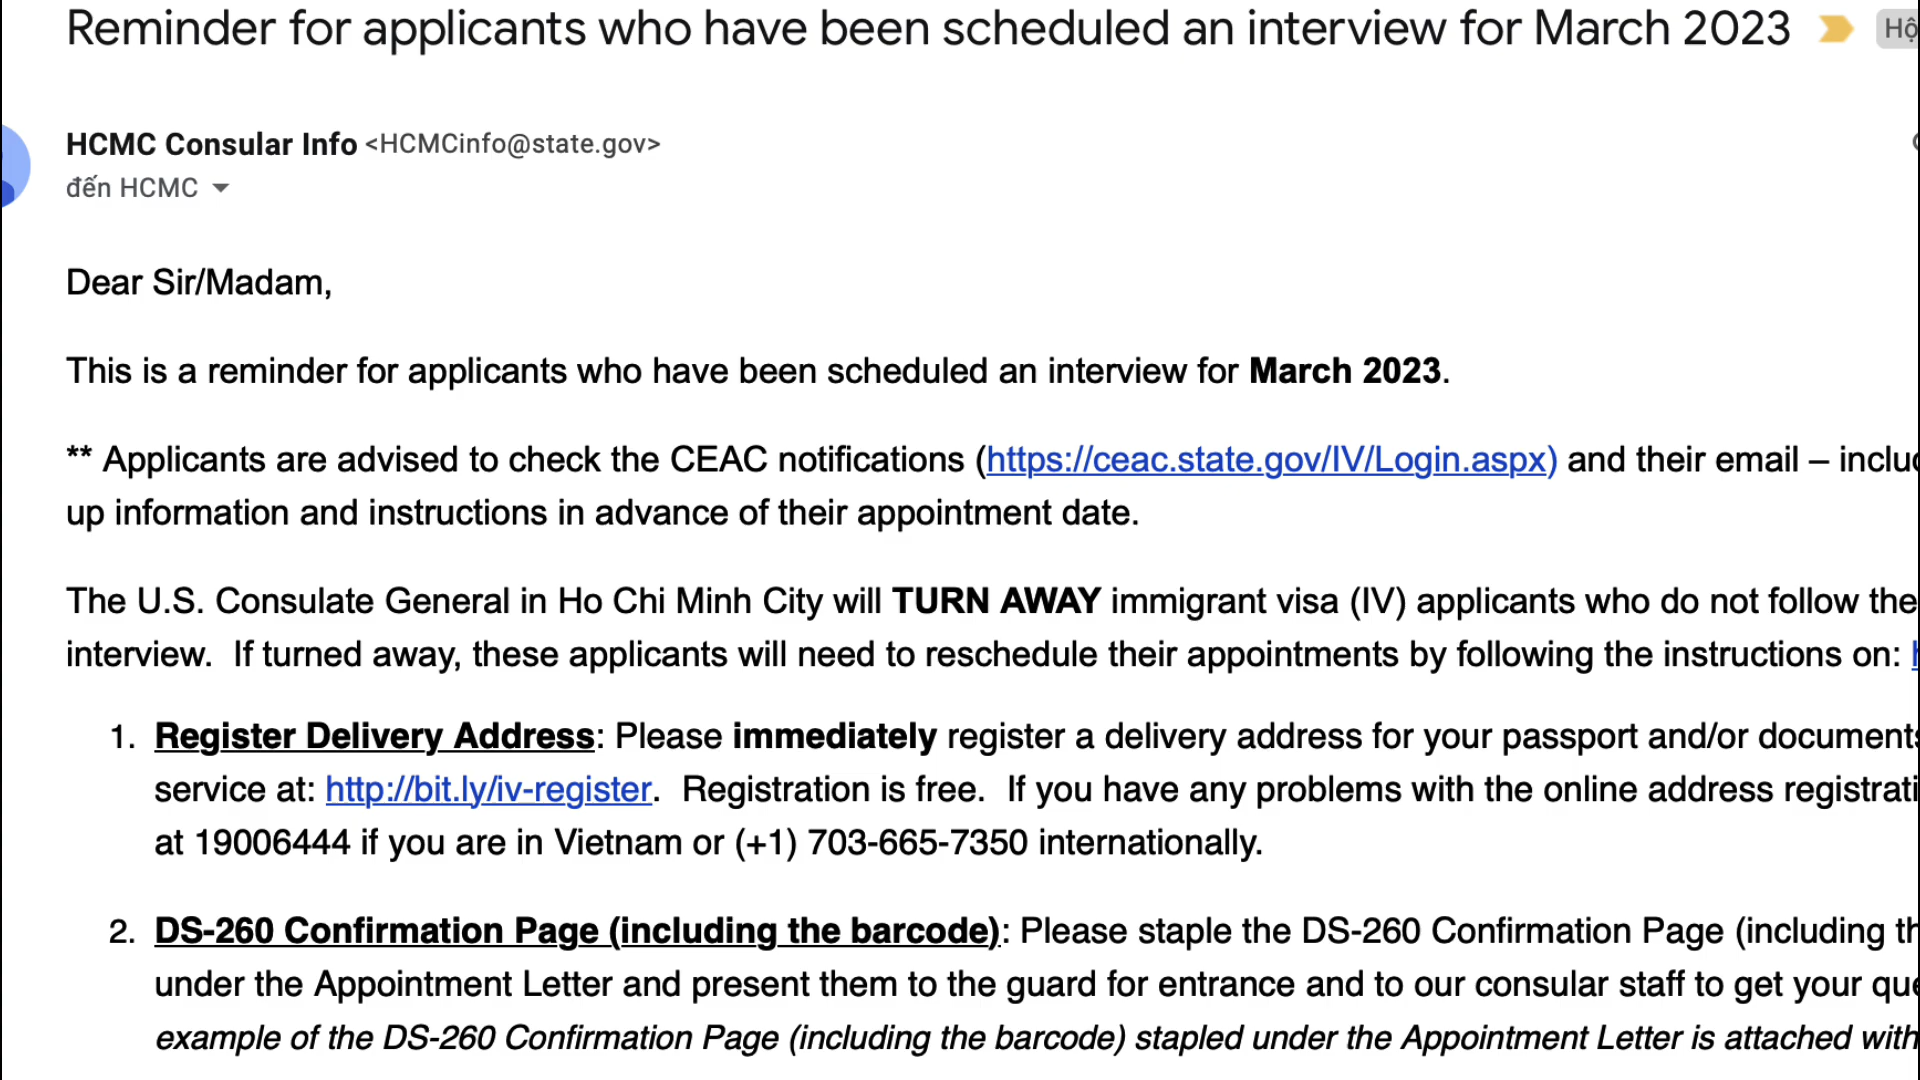 Reminder for applicants who have been scheduled an interview for March 2023 Hộ
HCMC Consular Info <HCMCinfo@state.gov>
đến HCMC
Dear Sir/Madam,
This is a reminder for applicants who have been scheduled an interview for March 2023.
** Applicants are advised to check the CEAC notifications (https://ceac.state.gov/IV/Login.aspx) and their email – includ
up information and instructions in advance of their appointment date.
The U.S. Consulate General in Ho Chi Minh City will TURN AWAY immigrant visa (IV) applicants who do not follow the
interview. If turned away, these applicants will need to reschedule their appointments by following the instructions on: h
1. Register Delivery Address: Please immediately register a delivery address for your passport and/or documents
service at: http://bit.ly/iv-register. Registration is free. If you have any problems with the online address registrati
at 19006444 if you are in Vietnam or (+1) 703-665-7350 internationally.
2. DS-260 Confirmation Page (including the barcode): Please staple the DS-260 Confirmation Page (including th
under the Appointment Letter and present them to the guard for entrance and to our consular staff to get your que
example of the DS-260 Confirmation Page (including the barcode) stapled under the Appointment Letter is attached with